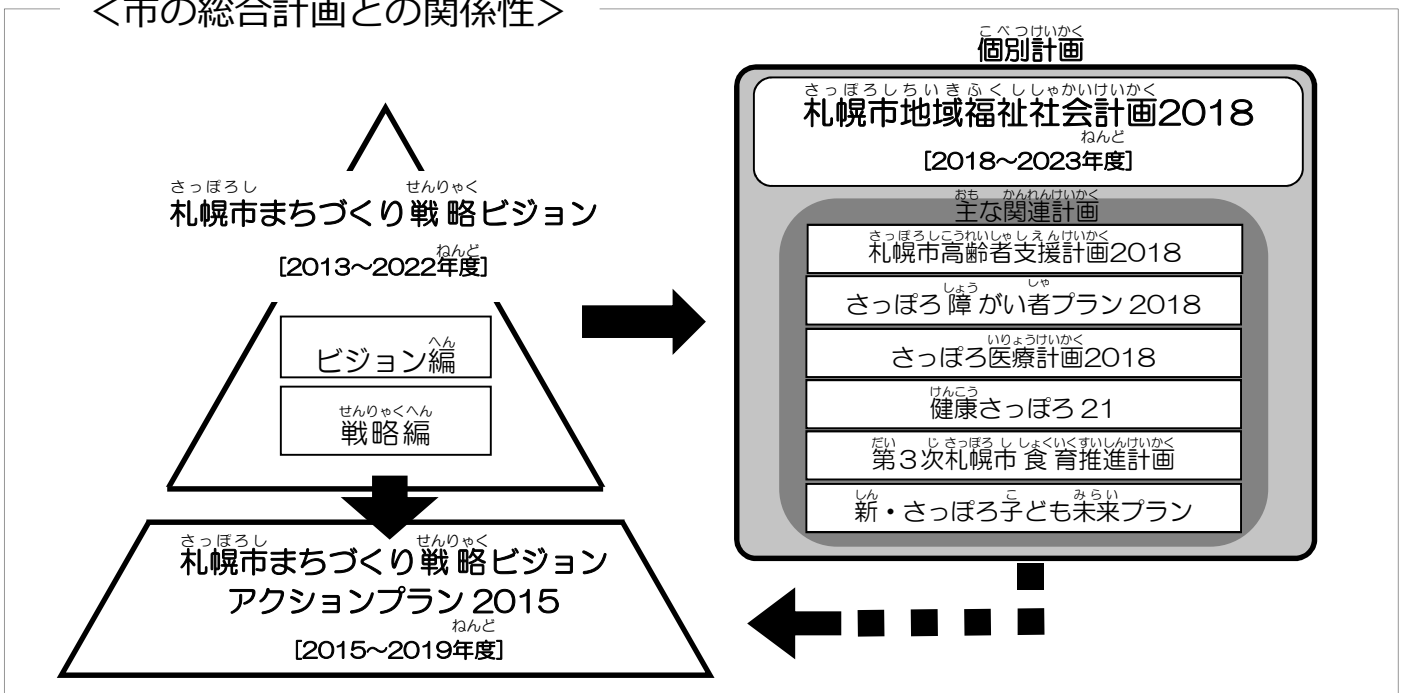 ＜市の総合計画との関係性＞
さっぽろし せんりゃく
札幌市まちづくり戦略ビジョン
ねんど
[2013～2022年度]
へん
ビジョン編
せんりゃくへん
戦略編
さっぽろし せんりゃく
札幌市まちづくり戦略ビジョン
アクションプラン2015
ねんど
[2015～2019年度]
こべつけいかく
個別計画
さっぽろしちいきふくししゃかいけいかく
札幌市地域福祉社会計画2018
ねんど
[2018～2023年度]
おも かんれんけいかく
主な関連計画
さっぽろしこうれいしゃしえんけいかく
札幌市高齢者支援計画2018
しょう しゃ
さっぽろ障がい者プラン2018
いりょうけいかく
さっぽろ医療計画2018
けんこう
健康さっぽろ21
だい じさっぽろししょくいくすいしんけいかく
第3次札幌市食育推進計画
しん こ みらい
新・さっぽろ子ども未来プラン